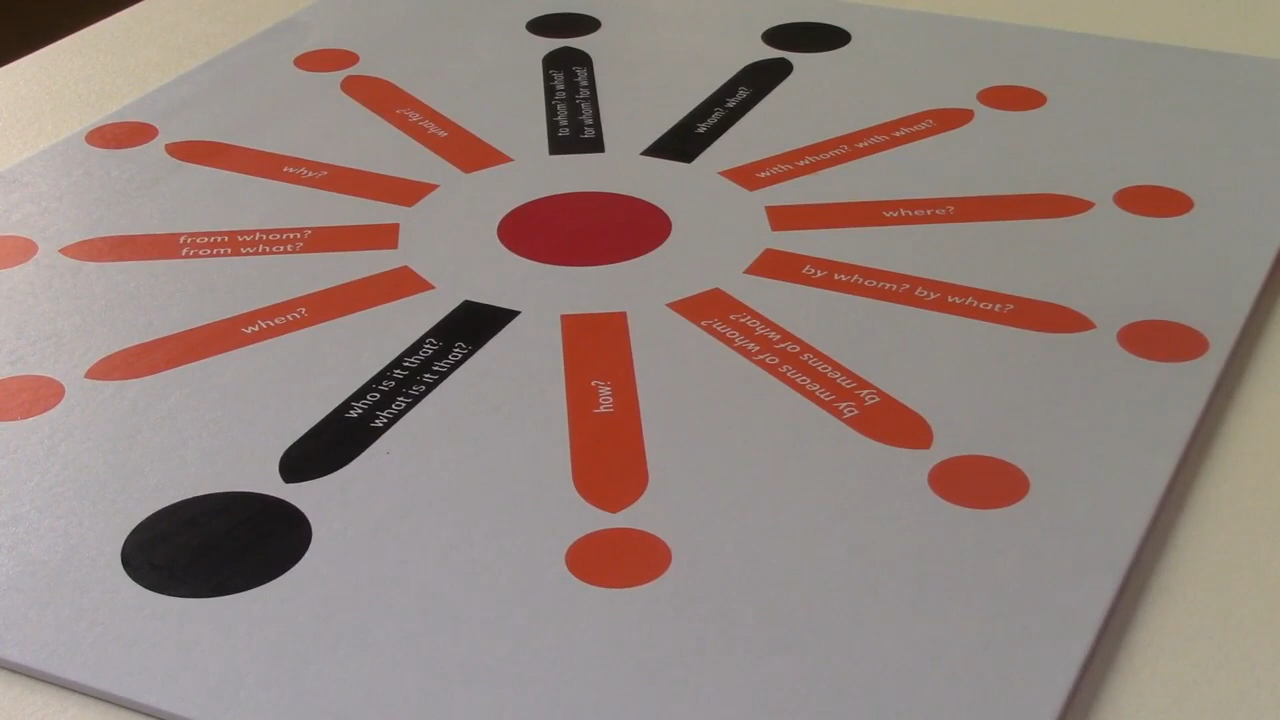 to whom? to what?
for whom? for what?
whom? what?
with whom? with what?
where?
by whom? by what?
by means of whom?
by means of what?
how?
who is it that?
what is it that?
when?
from whom?
from what?
why?
what for?